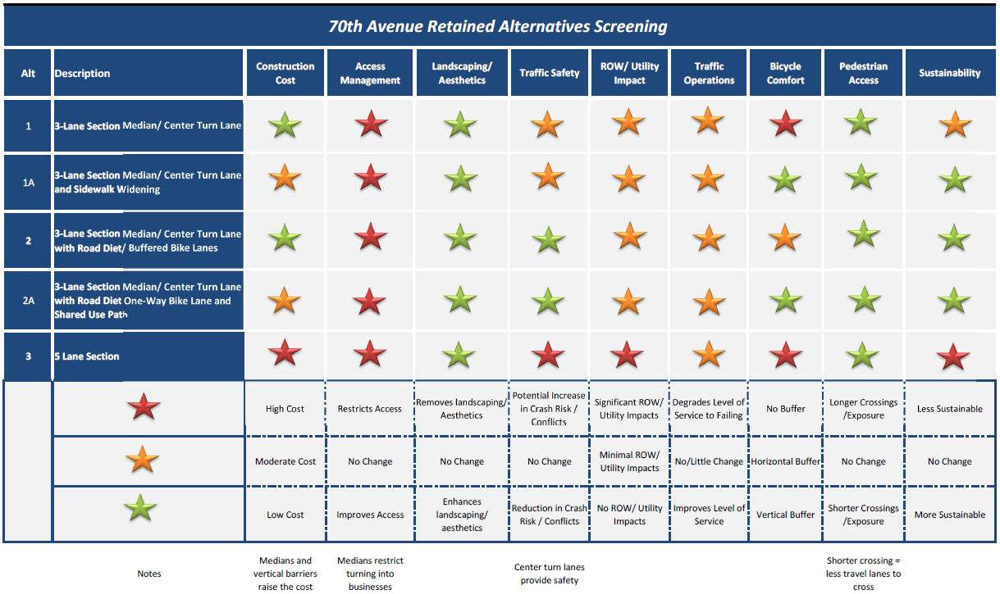 70th Avenue Retained Alternatives Screening
Alt
Description
Construction
Cost
Access
Management
Landscaping/
Aesthetics
Traffic Safety
ROW/ Utility
Impact
Traffic
Operations
Bicycle
Comfort
Pedestrian
Access
Sustainability
1
3-Lane Section Median/ Center Turn Lane
1A
3-Lane Section Median/ Center Turn Lane
and Sidewalk Widening
2
3-Lane Section Median/ Center Turn Lane
with Road Diet/ Buffered Bike Lanes
2A
3-Lane Section Median/ Center Turn Lane
with Road Diet One-Way Bike Lane and
Shared Use Path
3
5 Lane Section
High Cost
Restricts Access
Removes landscaping/
Aesthetics
Potential Increase
in Crash Risk /
Conflicts
Significant ROW/
Utility Impacts
Degrades Level of
Service to Failing
No Buffer
Longer Crossings
/Exposure
Less Sustainable
Moderate Cost
No Change
No Change
No Change
Minimal ROW/
Utility Impacts
No/Little Change
Horizontal Buffer
No Change
No Change
Low Cost
Improves Access
Enhances
landscaping/
aesthetics
Reduction in Crash
Risk / Conflicts
No ROW/ Utility
Impacts
Improves Level of
Service
Vertical Buffer
Shorter Crossings
/Exposure
More Sustainable
Notes
Medians and
vertical barriers
raise the cost
Medians restrict
turning into
businesses
Center turn lanes
provide safety
Shorter crossing =
less travel lanes to
cross